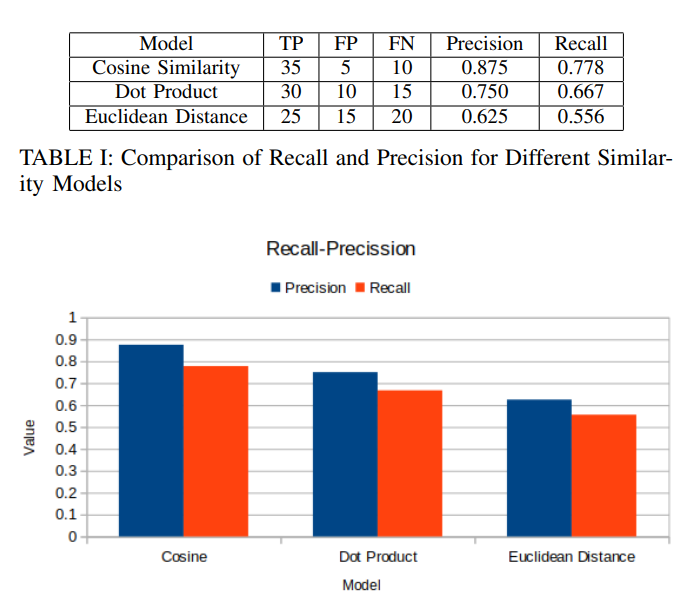 Model TP FP FN Precision Recall
Cosine Similarity 35 5 10 0.875 0.778
Dot Product 30 10 15 0.750 0.667
Euclidean Distance 25 15 20 0.625 0.556
TABLE I: Comparison of Recall and Precision for Different Similar-
ity Models
Recall-Precission
Precision Recall
1
0.9
0.8
0.7
0.6
0.5
0.4
0.3
0.2
0.1
0
Value
Cosine Dot Product Euclidean Distance
Model